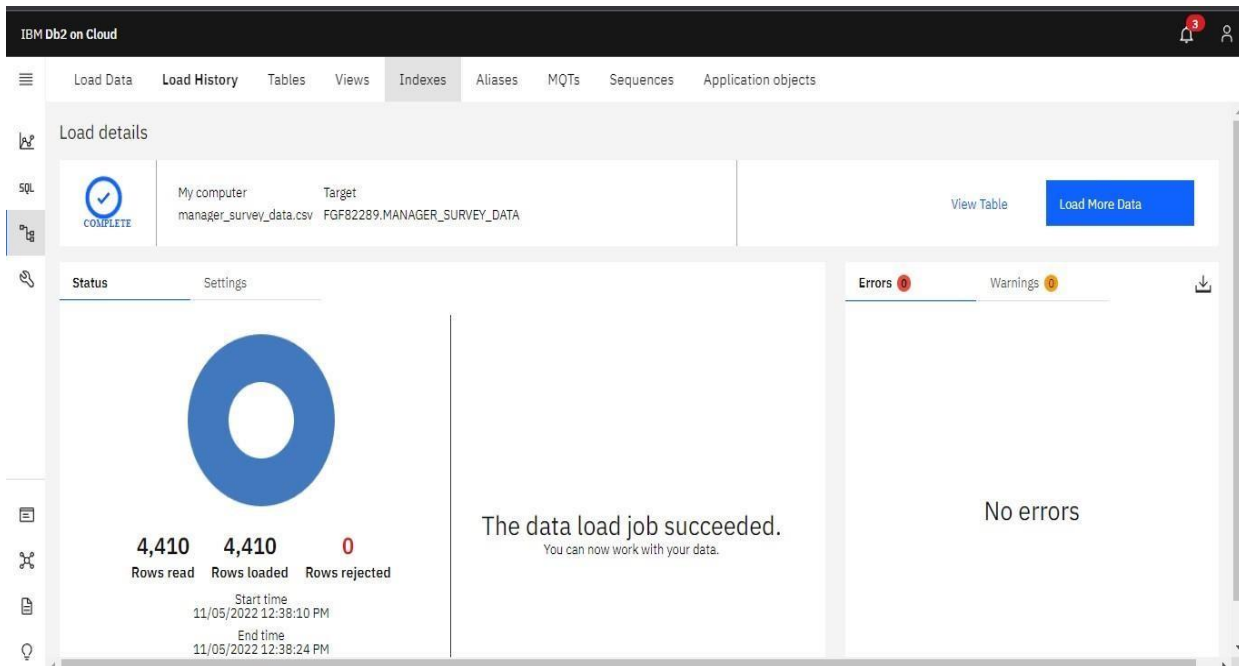 IBM Db2 on Cloud
3
Load Data Load History Tables Views Indexes Aliases MQTs Sequences Application objects
Load details
SQL
COMPLETE
My computer Target
manager_survey_data.csv FGF82289.MANAGER_SURVEY_DATA
View Table
Load More Data
Status Settings
Errors 0 Warnings 0
4,410 4,410 0
Rows read Rows loaded Rows rejected
Start time
11/05/2022 12:38:10 PM
End time
11/05/2022 12:38:24 PM
The data load job succeeded.
You can now work with your data.
No errors